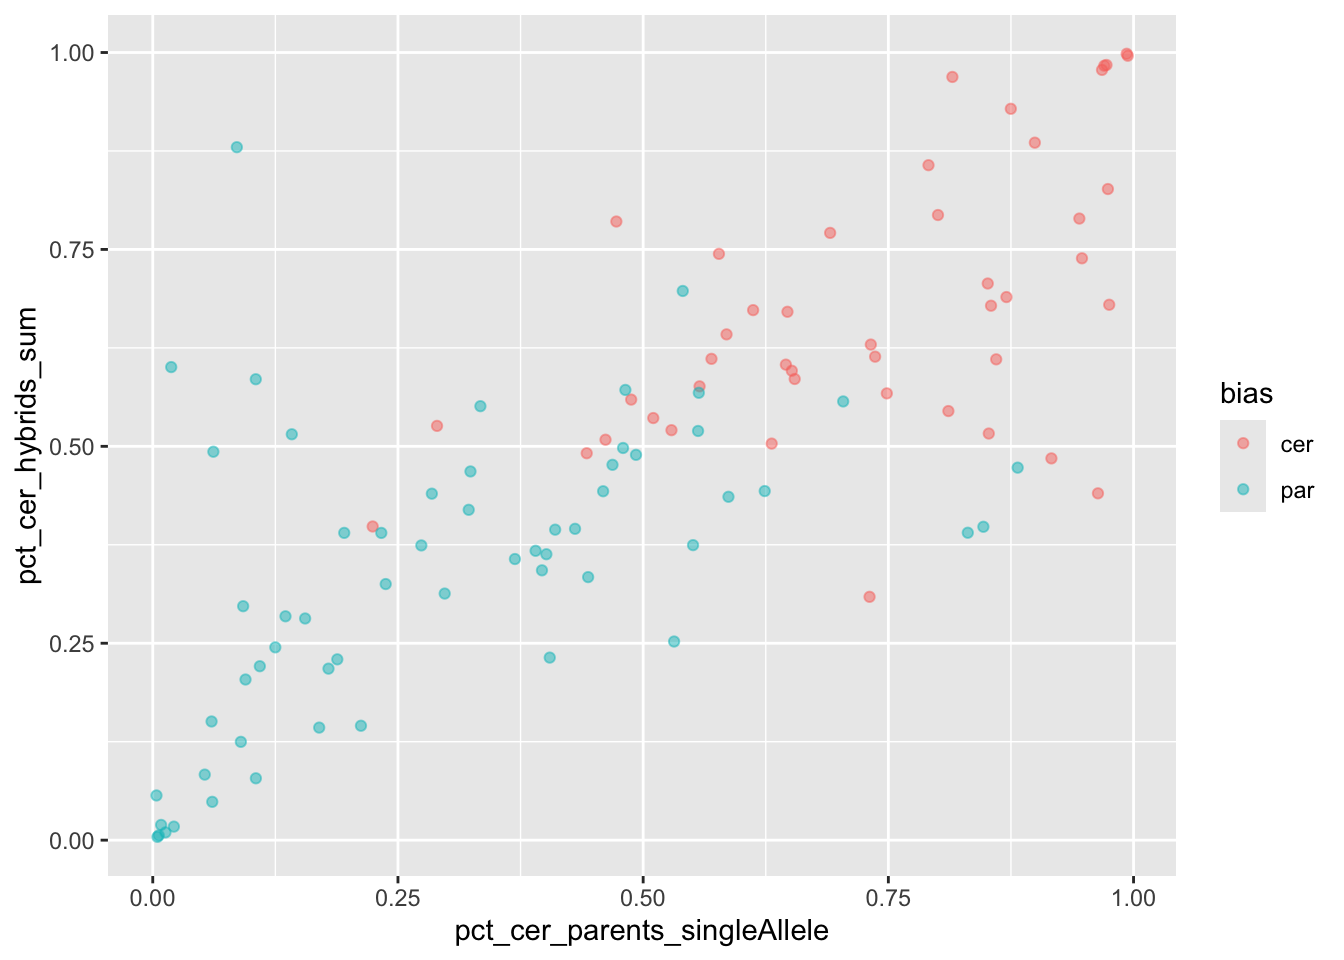 1.00
0.75
0.50
0.25
0.00
pct_cer_hybrids_sum
0.00 0.25 0.50 0.75 1.00
pct_cer_parents_singleAllele
bias
cer
par